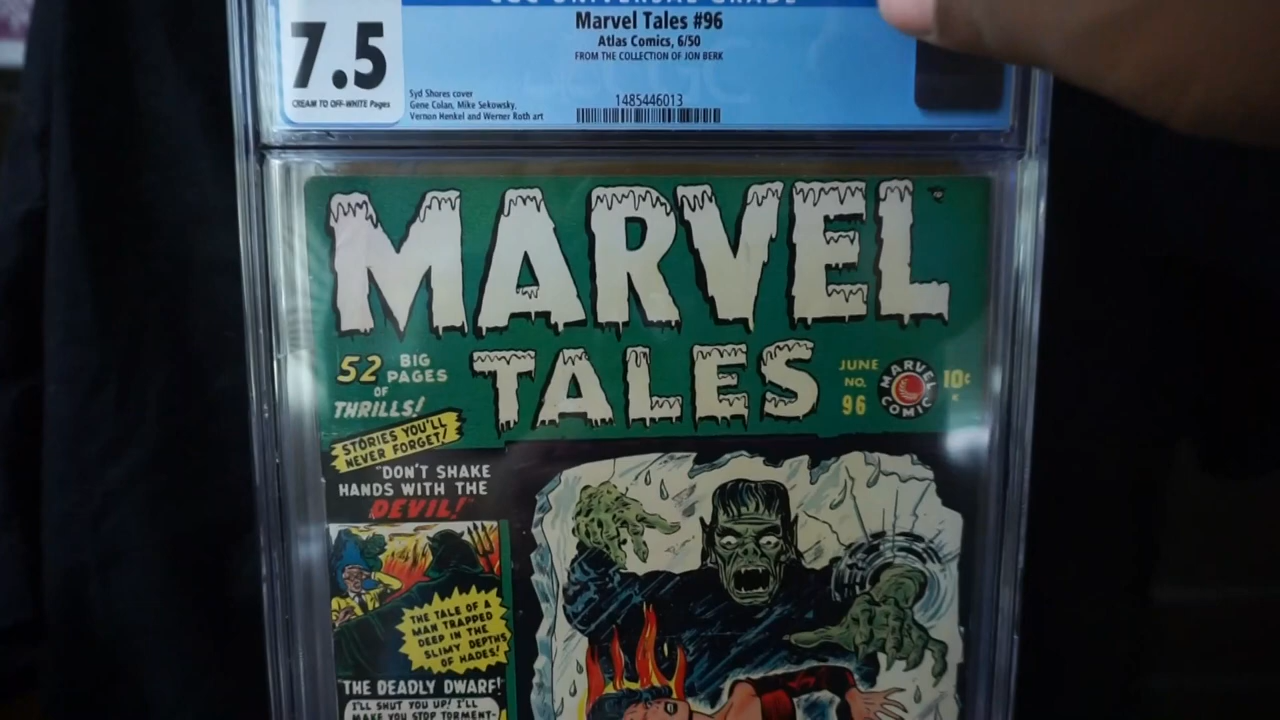 CGC UNIVERSAL GRADE
7.5
CREAM TO OFF-WHITE Pages
Marvel Tales #96
Atlas Comics, 6/50
FROM THE COLLECTION OF JON BERK
Syd Shores cover
Gene Colan, Mike Sekowsky,
Vernon Henkel and Werner Roth art
1485446013
MARVEL
TALES
52 BIG
PAGES
OF
THRILLS!
JUNE
NO.
96
MARVEL
COMIC
10¢
STORIES YOU'LL
NEVER FORGET!
"DON'T SHAKE
HANDS WITH THE
DEVIL!"
THE TALE OF A
MAN TRAPPED
DEEP IN THE
SLIMY DEPTHS
OF HADES!
"THE DEADLY DWARF!"
I'LL SHUT YOU UP! I'LL
MAKE YOU STOP TORMENT-